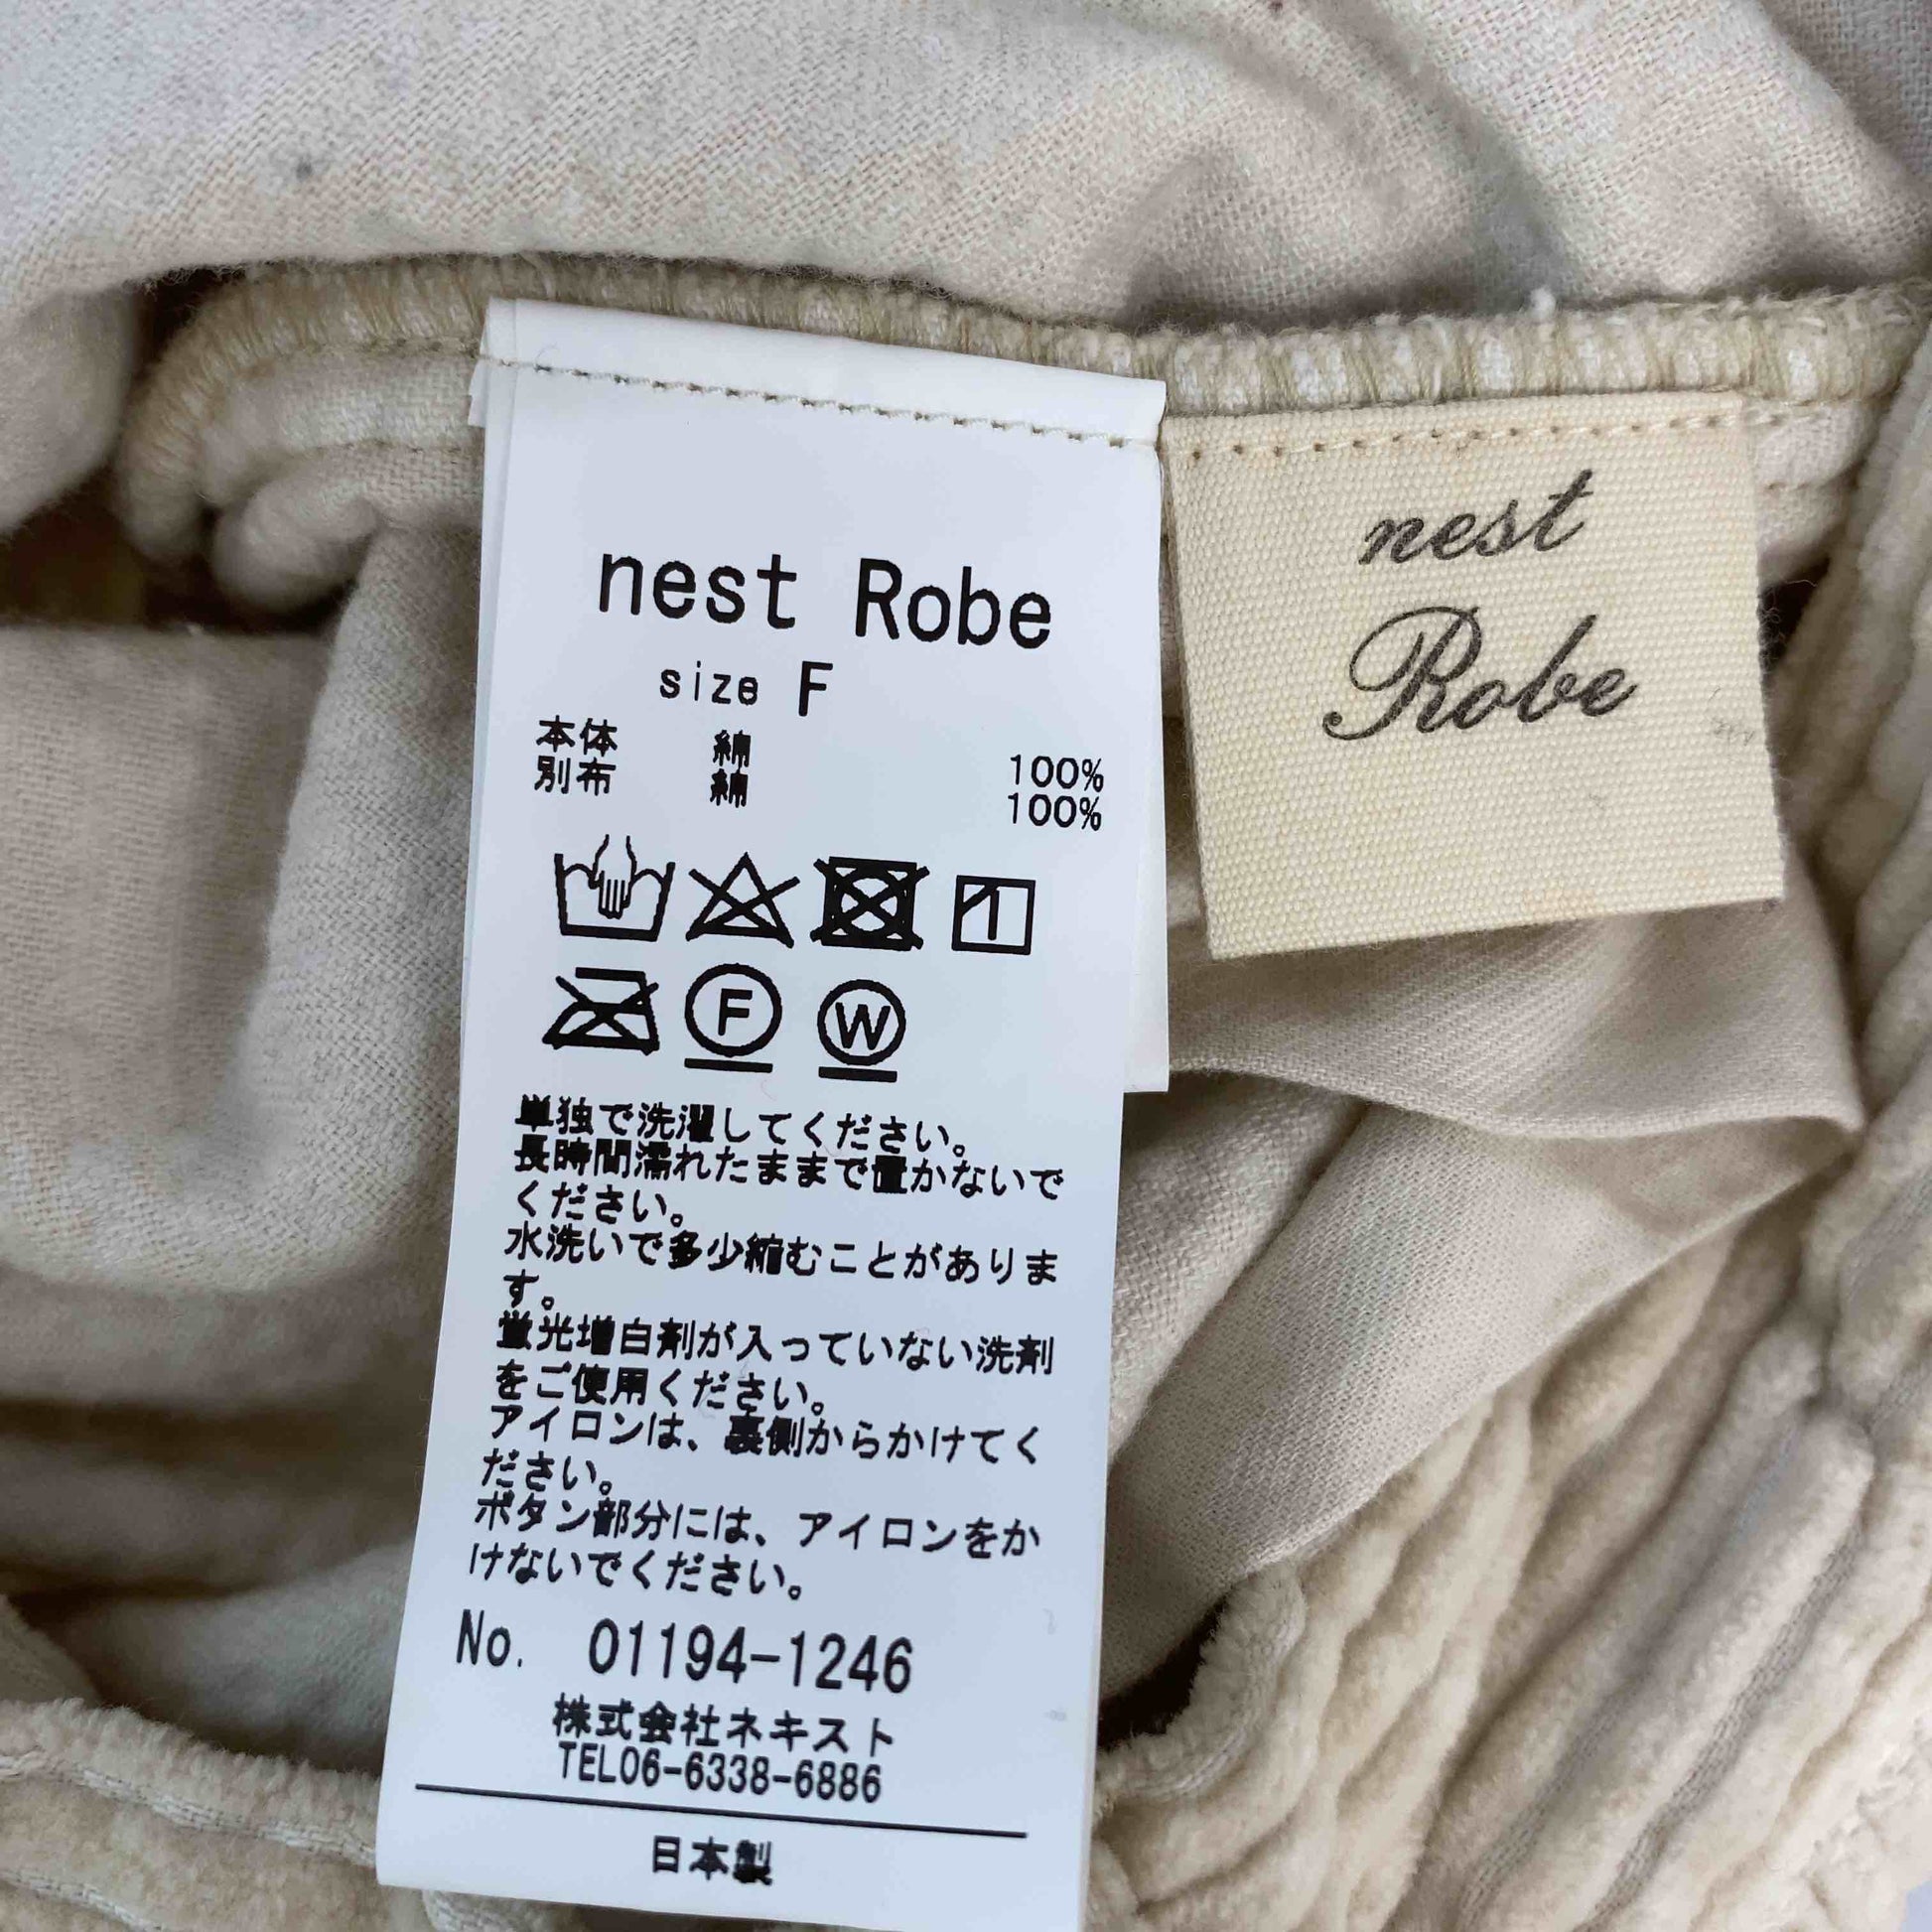 nest Robe
size F
本体 綿 100%
別布 綿 100%
F W
単独で洗濯してください。
長時間濡れたままで置かないで
ください。
水洗いで多少縮むことがありま
す。
蛍光増白剤が入っていない洗剤
をご使用ください。
アイロンは、裏側からかけてく
ださい。
ボタン部分には、アイロンをか
けないでください。
No. 01194-1246
株式会社ネキスト
TEL06-6338-6886
日本製
nest
Robe